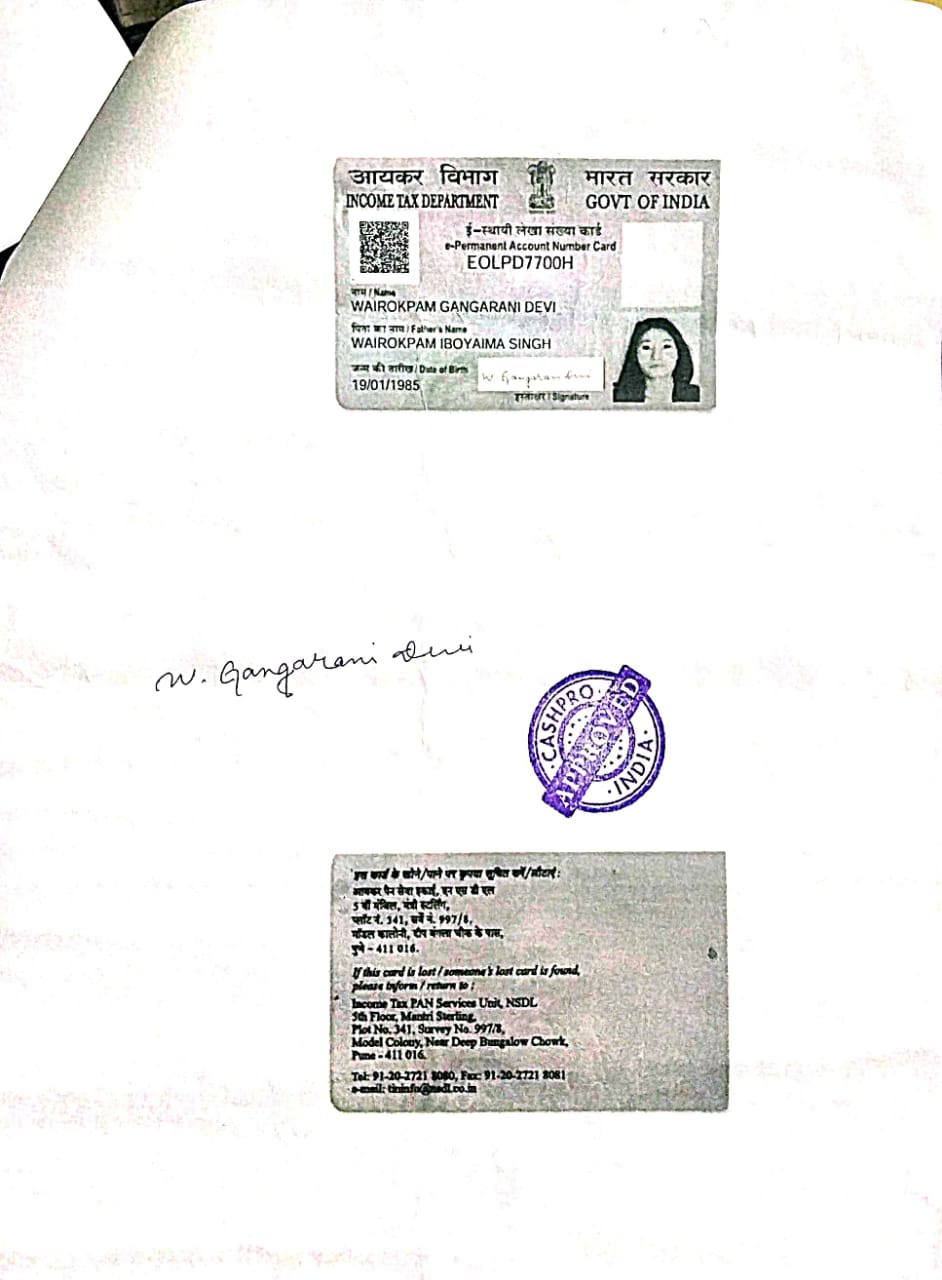 आयकर विभाग
INCOME TAX DEPARTMENT
भारत सरकार
GOVT OF INDIA
ई-स्थायी लेखा संख्या कार्ड
e-Permanent Account Number Card
EOLPD7700H
नाम / Name
WAIROKPAM GANGARANI DEVI
पिता का नाम / Father's Name
WAIROKPAM IBOYAIMA SINGH
जन्म की तारीख / Date of Birth
19/01/1985
हस्ताक्षर / Signature
W. Gangarani Devi
CASHPRO
APPROVED
INDIA
इस कार्ड के खोने/पाने पर कृपया सूचित करें/लौटाएं :
आयकर पैन सेवा इकाई, एन एस डी एल
5 वीं मंजिल, मंत्री स्टर्लिंग,
प्लॉट नं. 341, सर्वे नं. 997/8,
मॉडल कालोनी, दीप बंगला चौक के पास,
पुणे - 411 016.
If this card is lost / someone's lost card is found,
please inform / return to :
Income Tax PAN Services Unit, NSDL
5th Floor, Mantri Sterling,
Plot No. 341, Survey No. 997/8,
Model Colony, Near Deep Bungalow Chowk,
Pune - 411 016.
Tel: 91-20-2721 8080, Fax: 91-20-2721 8081
e-mail: tininfo@nsdl.co.in